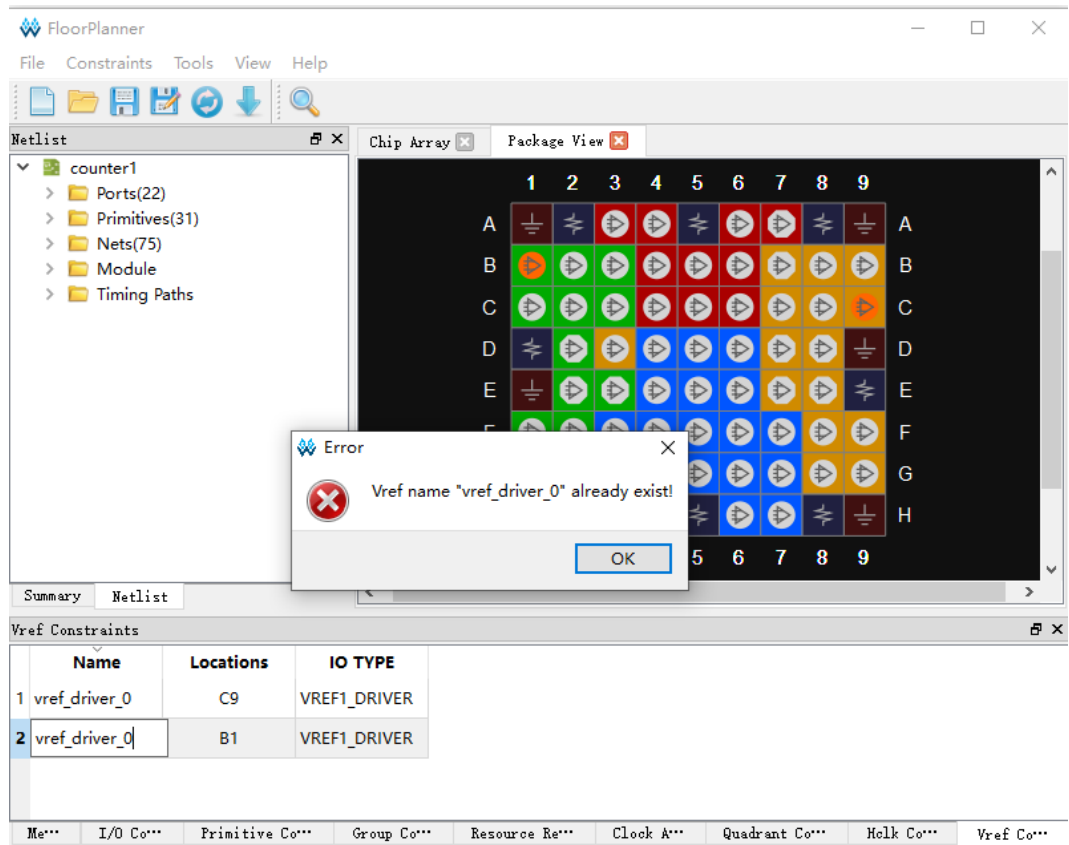 FloorPlanner
File Constraints Tools View Help
Netlist
Chip Array Package View
counter1
Ports(22)
Primitives(31)
Nets(75)
Module
Timing Paths
1 2 3 4 5 6 7 8 9
A A
B B
C C
D D
E E
F
G
H
5 6 7 8 9
Error
Vref name "vref_driver_0" already exist!
OK
Summary Netlist
Vref Constraints
Name Locations IO TYPE
1 vref_driver_0 C9 VREF1_DRIVER
2 vref_driver_0 B1 VREF1_DRIVER
Me··· I/O Co··· Primitive Co··· Group Co··· Resource Re··· Clock A··· Quadrant Co··· Hclk Co··· Vref Co···